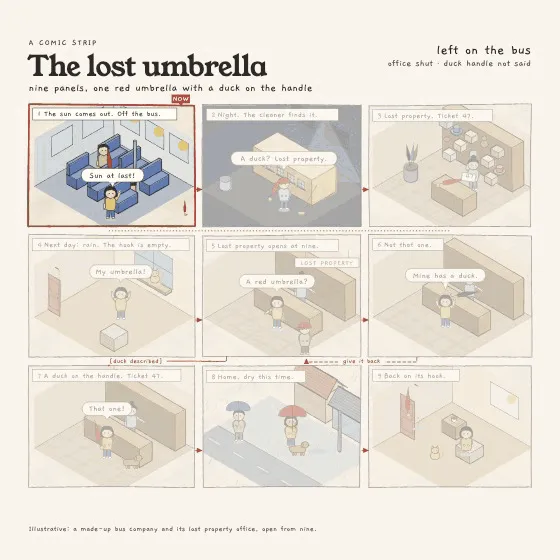 A COMIC STRIP
The lost umbrella
nine panels, one red umbrella with a duck on the handle
left on the bus
office shut · duck handle not said
NOW
1 The sun comes out. Off the bus.
Sun at last!
2 Night. The cleaner finds it.
A duck? Lost property.
3 Lost property. Ticket 47.
4 Next day: rain. The hook is empty.
My umbrella!
5 Lost property opens at nine.
LOST PROPERTY
A red umbrella?
6 Not that one.
Mine has a duck.
[duck described]
give it back
7 A duck on the handle. Ticket 47.
That one!
8 Home, dry this time.
9 Back on its hook.
Illustrative: a made-up bus company and its lost property office, open from nine.